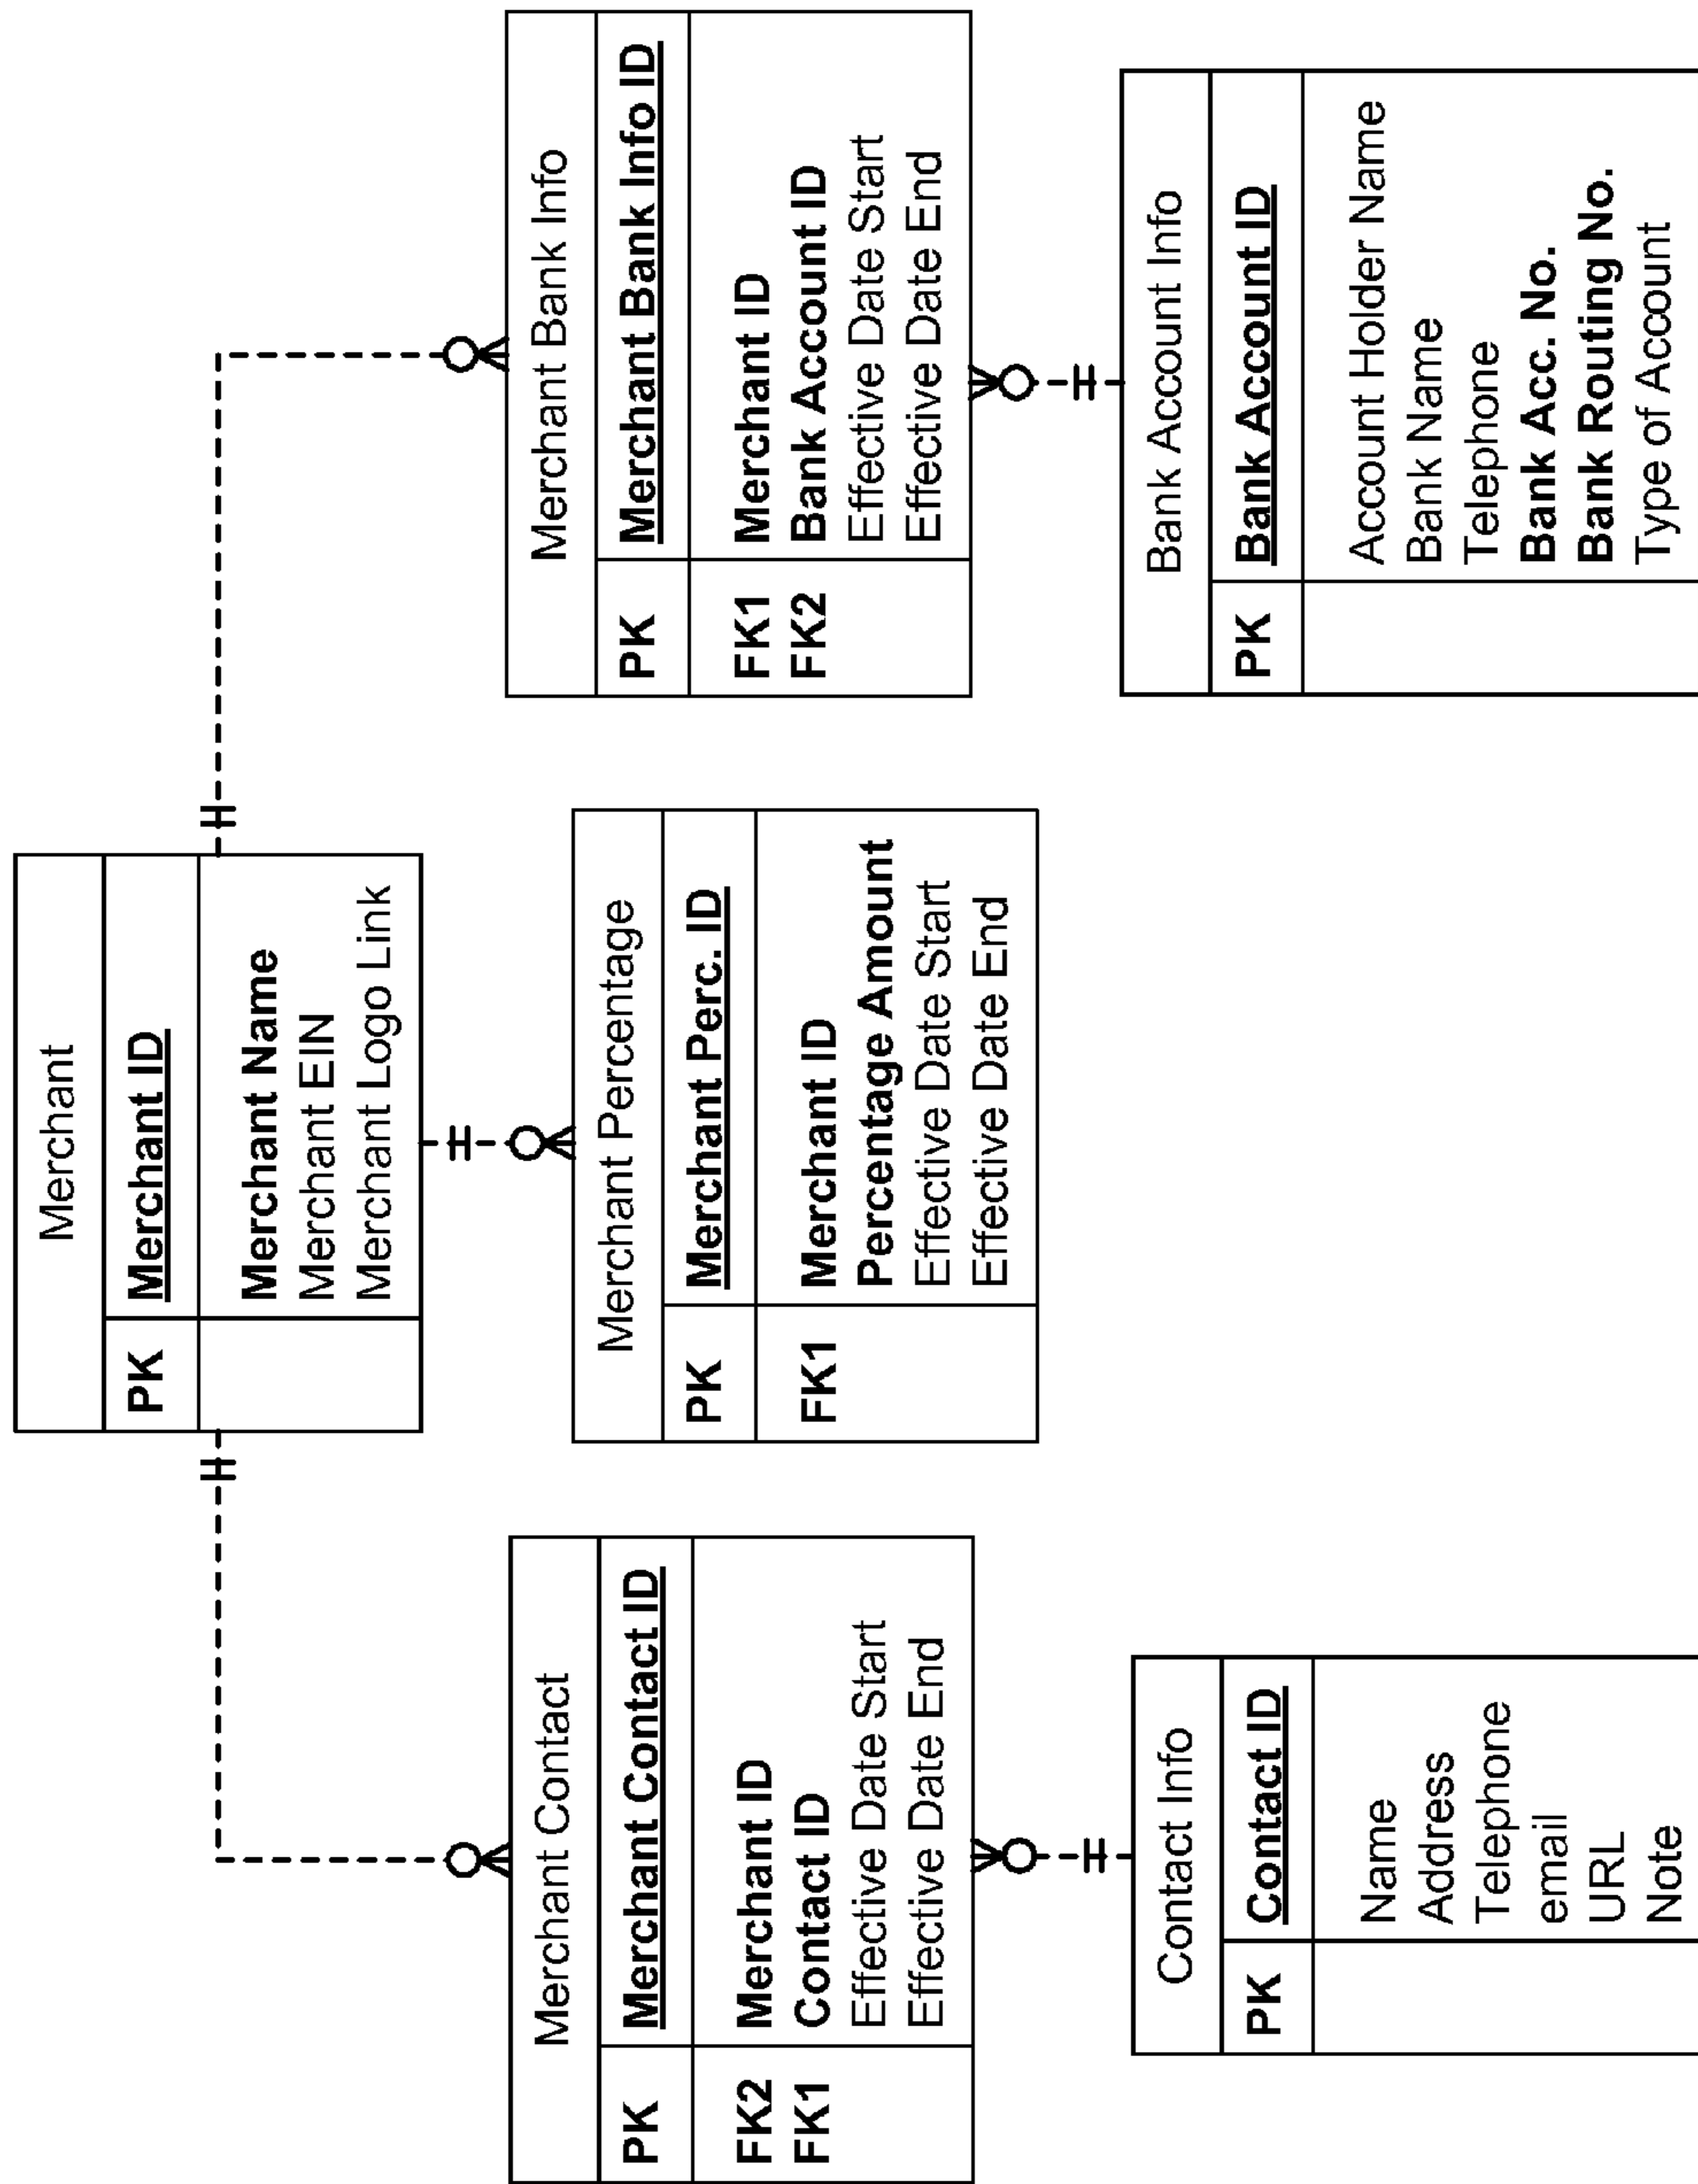 Merchant
PK Merchant ID
Merchant Name
Merchant EIN
Merchant Logo Link
Merchant Contact
PK Merchant Contact ID
FK2 Merchant ID
FK1 Contact ID
Effective Date Start
Effective Date End
Merchant Percentage
PK Merchant Perc. ID
FK1 Merchant ID
Percentage Amount
Effective Date Start
Effective Date End
Merchant Bank Info
PK Merchant Bank Info ID
FK1 Merchant ID
FK2 Bank Account ID
Effective Date Start
Effective Date End
Contact Info
PK Contact ID
Name
Address
Telephone
email
URL
Note
Bank Account Info
PK Bank Account ID
Account Holder Name
Bank Name
Telephone
Bank Acc. No.
Bank Routing No.
Type of Account